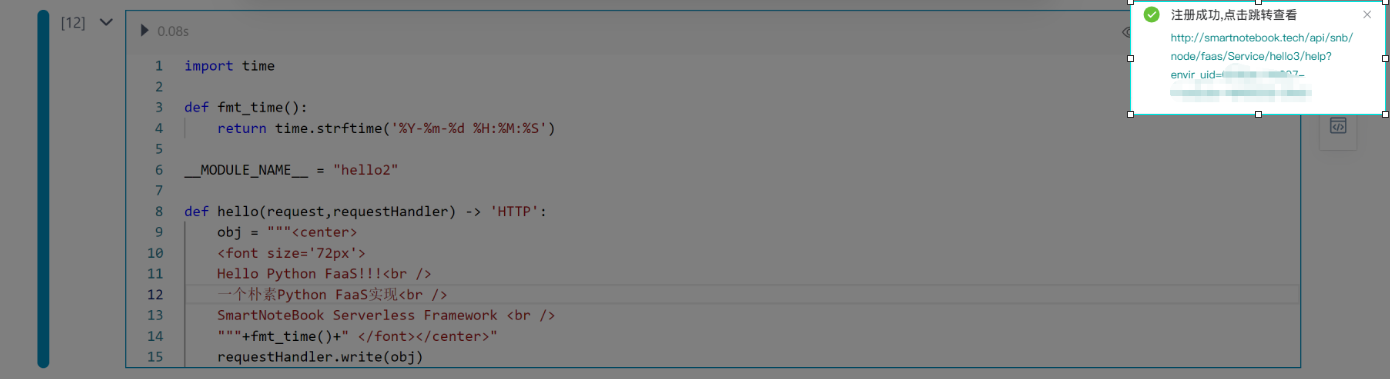 [12]
0.08s
1 import time
2
3 def fmt_time():
4 return time.strftime('%Y-%m-%d %H:%M:%S')
5
6 __MODULE_NAME__ = "hello2"
7
8 def hello(request,requestHandler) -> 'HTTP':
9 obj = """<center>
10 <font size='72px'>
11 Hello Python FaaS!!!<br />
12 一个朴素Python FaaS实现<br />
13 SmartNoteBook Serverless Framework <br />
14 """+fmt_time()+" </font></center>"
15 requestHandler.write(obj)
注册成功,点击跳转查看
http://smartnotebook.tech/api/snb/
node/faas/Service/hello3/help?
envir_uid=